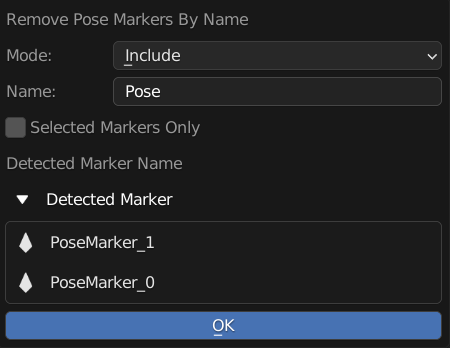 Remove Pose Markers By Name
Mode: Include
Name: Pose
Selected Markers Only
Detected Marker Name
Detected Marker
PoseMarker_1
PoseMarker_0
OK